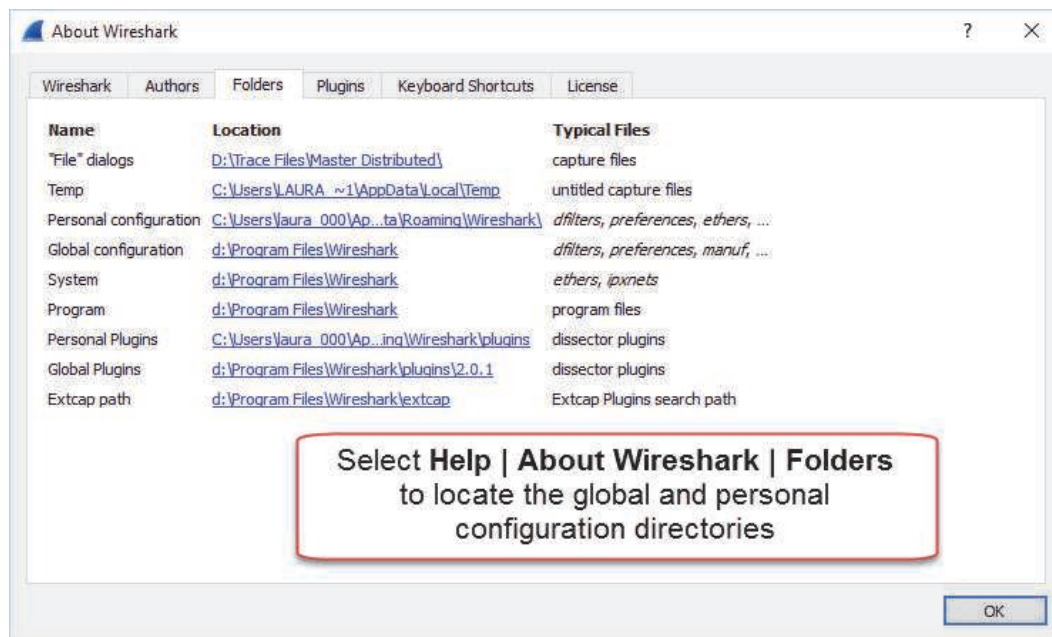 About Wireshark ? ×
Wireshark Authors Folders Plugins Keyboard Shortcuts License
Name Location Typical Files
"File" dialogs D:\Trace Files\Master Distributed\ capture files
Temp C:\Users\LAURA_~1\AppData\Local\Temp untitled capture files
Personal configuration C:\Users\laura_000\Ap...ta\Roaming\Wireshark\ dfilters, preferences, ethers, ...
Global configuration d:\Program Files\Wireshark dfilters, preferences, manuf, ...
System d:\Program Files\Wireshark ethers, ipxnets
Program d:\Program Files\Wireshark program files
Personal Plugins C:\Users\laura_000\Ap...ing\Wireshark\plugins dissector plugins
Global Plugins d:\Program Files\Wireshark\plugins\2.0.1 dissector plugins
Extcap path d:\Program Files\Wireshark\extcap Extcap Plugins search path
Select Help | About Wireshark | Folders
to locate the global and personal
configuration directories
OK